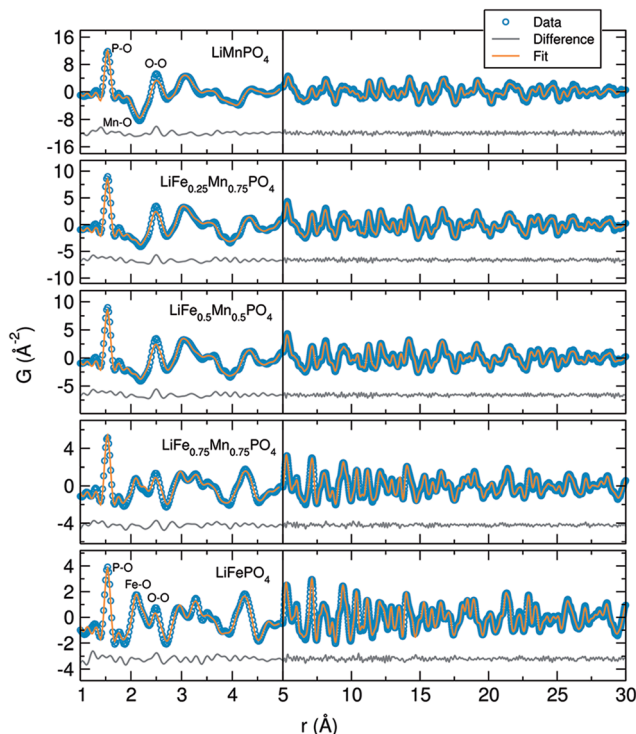 Data
Difference
Fit
16
8
0
-8
-16
P-O
O-O
Mn-O
LiMnPO4
10
5
0
-5
-10
LiFe0.25Mn0.75PO4
10
5
0
-5
LiFe0.5Mn0.5PO4
4
0
-4
LiFe0.75Mn0.75PO4
4
2
0
-2
-4
P-O
Fe-O
O-O
LiFePO4
G (Å-2)
1 2 3 4 5 10 15 20 25 30
r (Å)